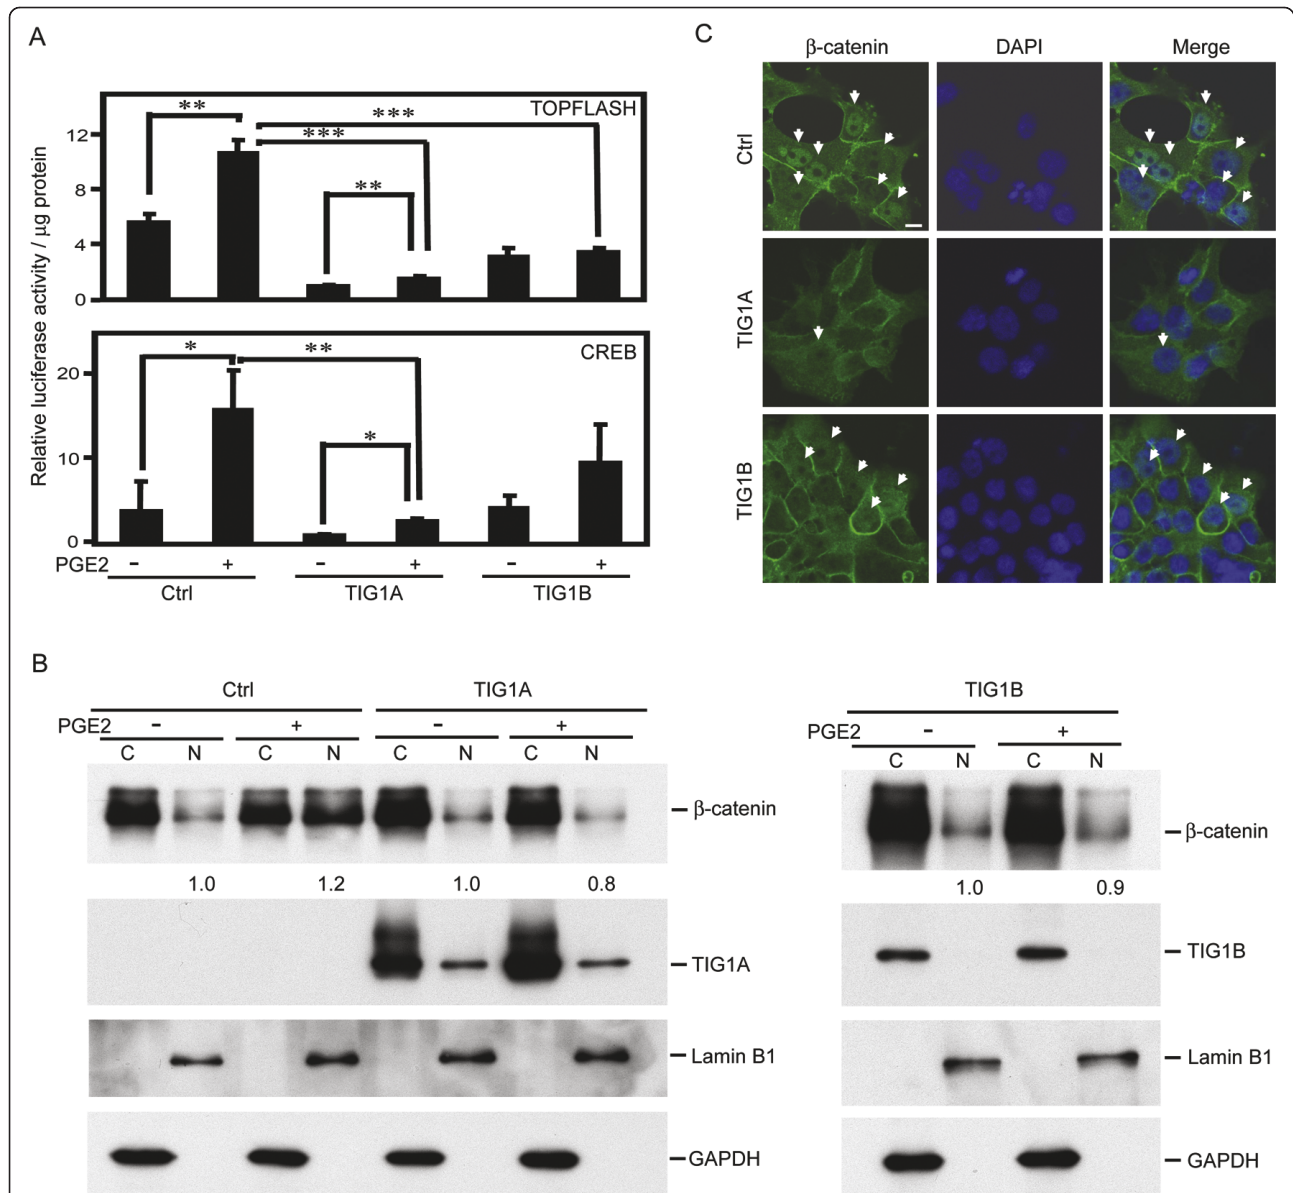 A
Relative luciferase activity / µg protein
TOPFLASH
** *** *** **
12
8
4
0
CREB
* ** *
20
10
0
PGE2 - + - + - +
Ctrl TIG1A TIG1B
C
β-catenin DAPI Merge
Ctrl
TIG1A
TIG1B
B
Ctrl TIG1A
PGE2 - + - +
C N C N C N C N
β-catenin
1.0 1.2 1.0 0.8
TIG1A
Lamin B1
GAPDH
TIG1B
PGE2 - +
C N C N
β-catenin
1.0 0.9
TIG1B
Lamin B1
GAPDH